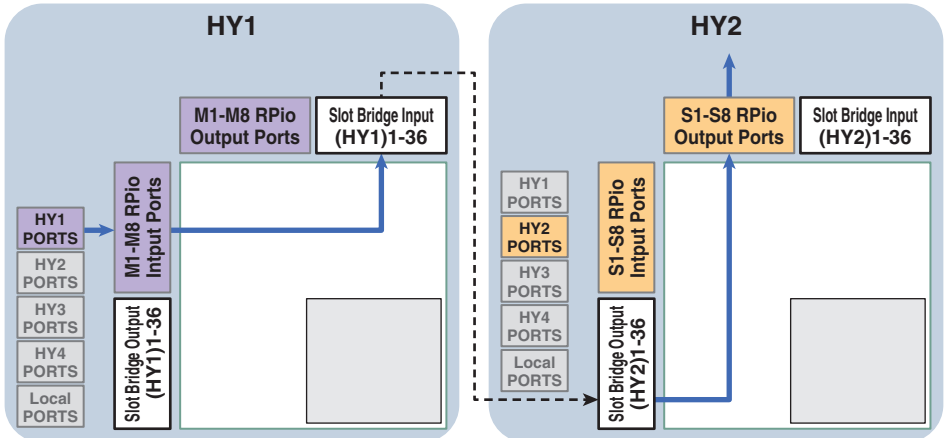 HY1
M1-M8 RPio
Output Ports
Slot Bridge Input
(HY1)1-36
M1-M8 RPio
Intput Ports
HY1
PORTS
HY2
PORTS
HY3
PORTS
HY4
PORTS
Local
PORTS
Slot Bridge Output
(HY1)1-36
HY2
S1-S8 RPio
Output Ports
Slot Bridge Input
(HY2)1-36
HY1
PORTS
HY2
PORTS
HY3
PORTS
HY4
PORTS
Local
PORTS
S1-S8 RPio
Intput Ports
Slot Bridge Output
(HY2)1-36